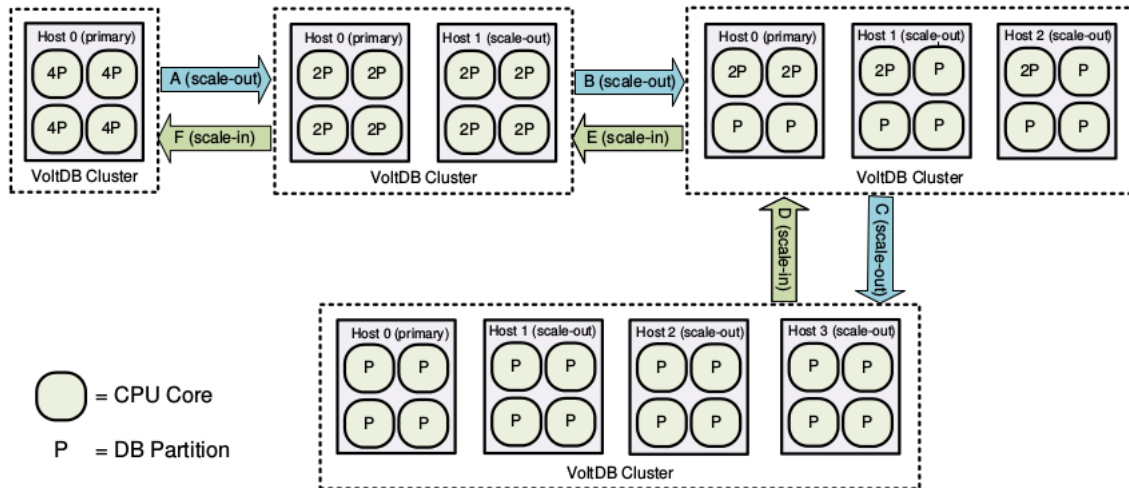 Host 0 (primary)
4P 4P
4P 4P
VoltDB Cluster
A (scale-out)
F (scale-in)
Host 0 (primary)
2P 2P
2P 2P
Host 1 (scale-out)
2P 2P
2P 2P
VoltDB Cluster
B (scale-out)
E (scale-in)
Host 0 (primary)
2P 2P
P P
Host 1 (scale-out)
2P P
P P
Host 2 (scale-out)
2P P
P P
VoltDB Cluster
D (scale-in)
C (scale-out)
Host 0 (primary)
P P
P P
Host 1 (scale-out)
P P
P P
Host 2 (scale-out)
P P
P P
Host 3 (scale-out)
P P
P P
VoltDB Cluster
= CPU Core
P = DB Partition